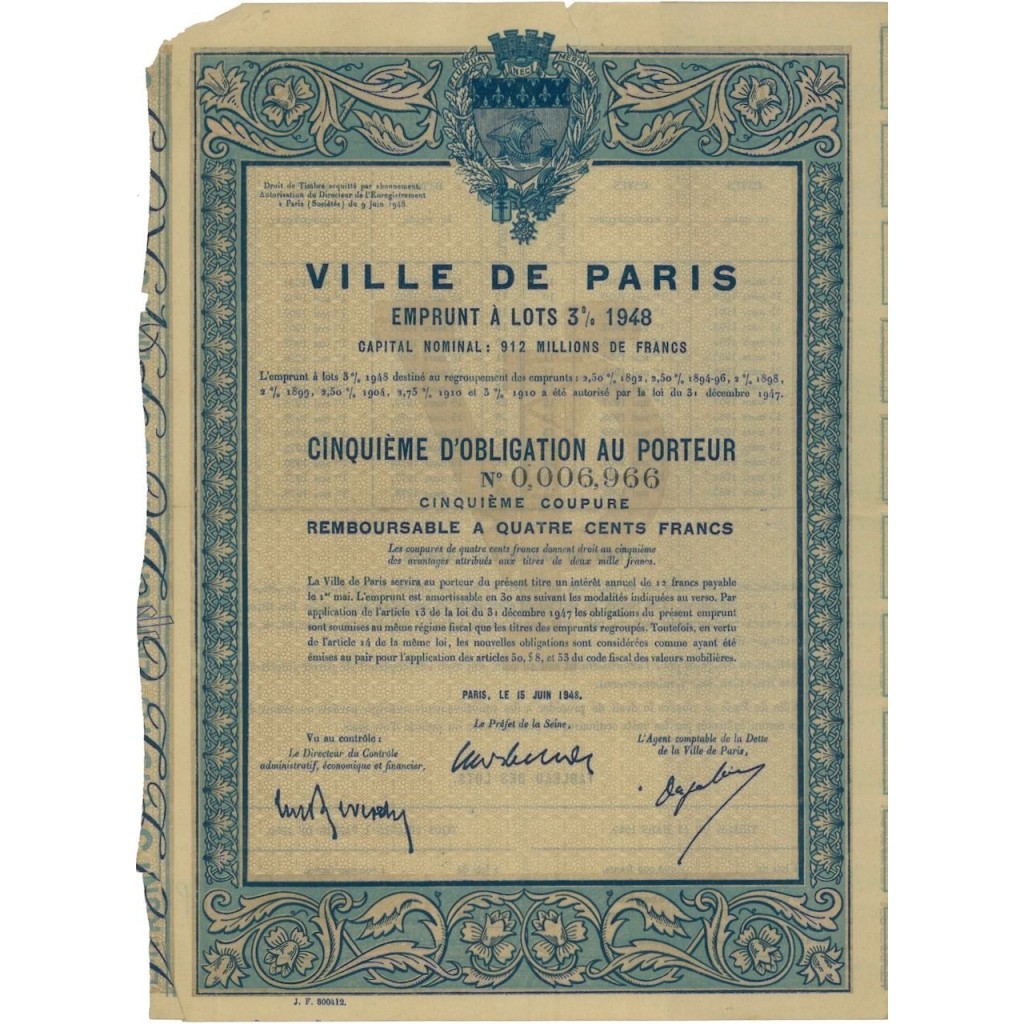 FLUCTUAT NEC MERGITUR
Droit de Timbre acquitté par abonnement.
Autorisation du Directeur de l'Enregistrement
à Paris (Sociétés) du 9 Juin 1948
VILLE DE PARIS
EMPRUNT À LOTS 3% 1948
CAPITAL NOMINAL: 912 MILLIONS DE FRANCS
L'emprunt à lots 3% 1948 destiné au regroupement des emprunts: 2,50% 1892, 2,50% 1894-96, 2% 1898,
2% 1899, 2,50% 1904, 2,75% 1910 et 3% 1910 a été autorisé par la loi du 31 décembre 1947.
CINQUIÈME D'OBLIGATION AU PORTEUR
N° 0,006,966
CINQUIÈME COUPURE
REMBOURSABLE A QUATRE CENTS FRANCS
Les coupures de quatre cents francs donnent droit au cinquième
des avantages attribués aux titres de deux mille francs.
La Ville de Paris servira au porteur du présent titre un intérêt annuel de 12 francs payable
le 1er mai. L'emprunt est amortissable en 30 ans suivant les modalités indiquées au verso. Par
application de l'article 13 de la loi du 31 décembre 1947 les obligations du présent emprunt
sont soumises au même régime fiscal que les titres des emprunts regroupés. Toutefois, en vertu
de l'article 14 de la même loi, les nouvelles obligations sont considérées comme ayant été
émises au pair pour l'application des articles 50, § 8, et 53 du code fiscal des valeurs mobilières.
PARIS, LE 15 JUIN 1948.
Le Préfet de la Seine,
Vu au contrôle:
Le Directeur du Contrôle
administratif, économique et financier,
L'Agent comptable de la Dette
de la Ville de Paris,
J. F. 800412.